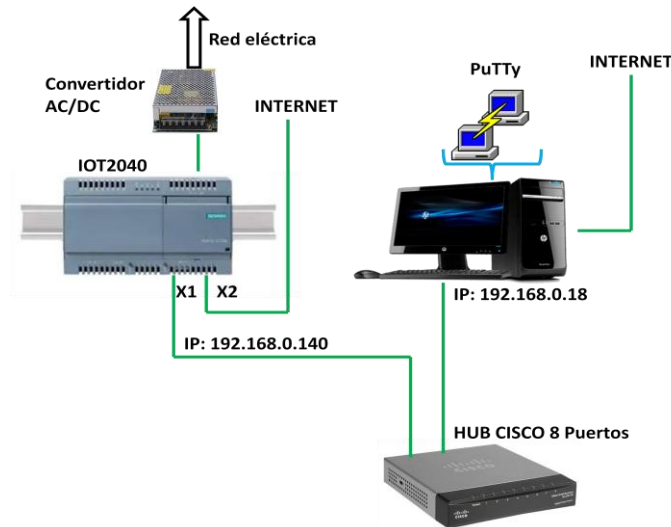 Red eléctrica
Convertidor
AC/DC
INTERNET
PuTTy
INTERNET
IOT2040
SIEMENS
X1
X2
IP: 192.168.0.18
IP: 192.168.0.140
HUB CISCO 8 Puertos